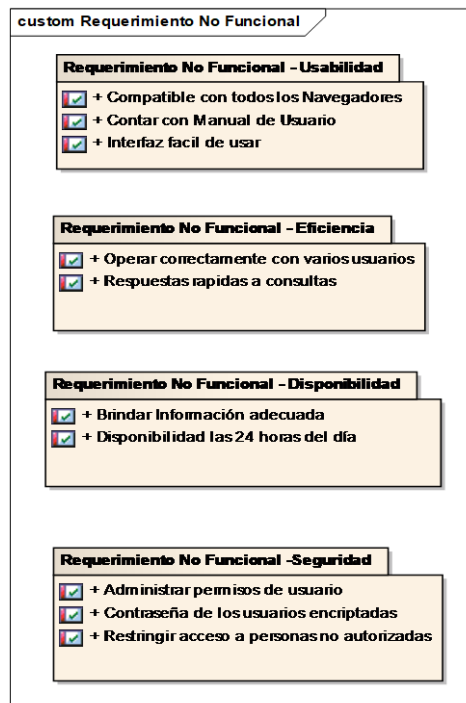 custom Requerimiento No Funcional
Requerimiento No Funcional - Usabilidad
+ Compatible con todos los Navegadores
+ Contar con Manual de Usuario
+ Interfaz facil de usar
Requerimiento No Funcional - Eficiencia
+ Operar correctamente con varios usuarios
+ Respuestas rapidas a consultas
Requerimiento No Funcional - Disponibilidad
+ Brindar Información adecuada
+ Disponibilidad las 24 horas del día
Requerimiento No Funcional -Seguridad
+ Administrar permisos de usuario
+ Contraseña de los usuarios encriptadas
+ Restringir acceso a personas no autorizadas